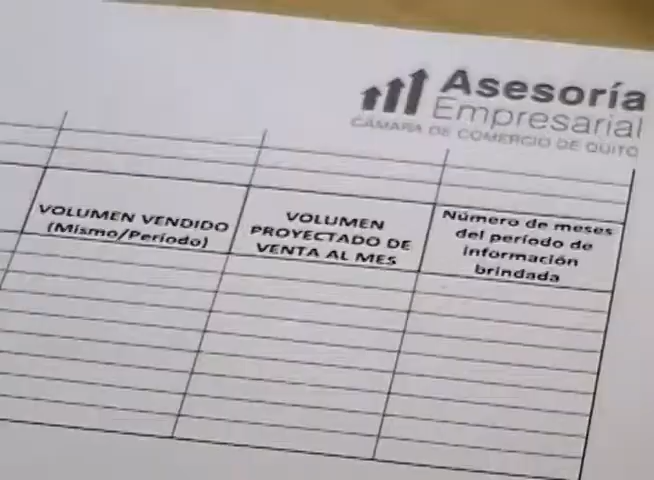 Asesoría
Empresarial
CÁMARA DE COMERCIO DE QUITO
VOLUMEN VENDIDO
(Mismo/Período)
VOLUMEN
PROYECTADO DE
VENTA AL MES
Número de meses
del período de
información
brindada